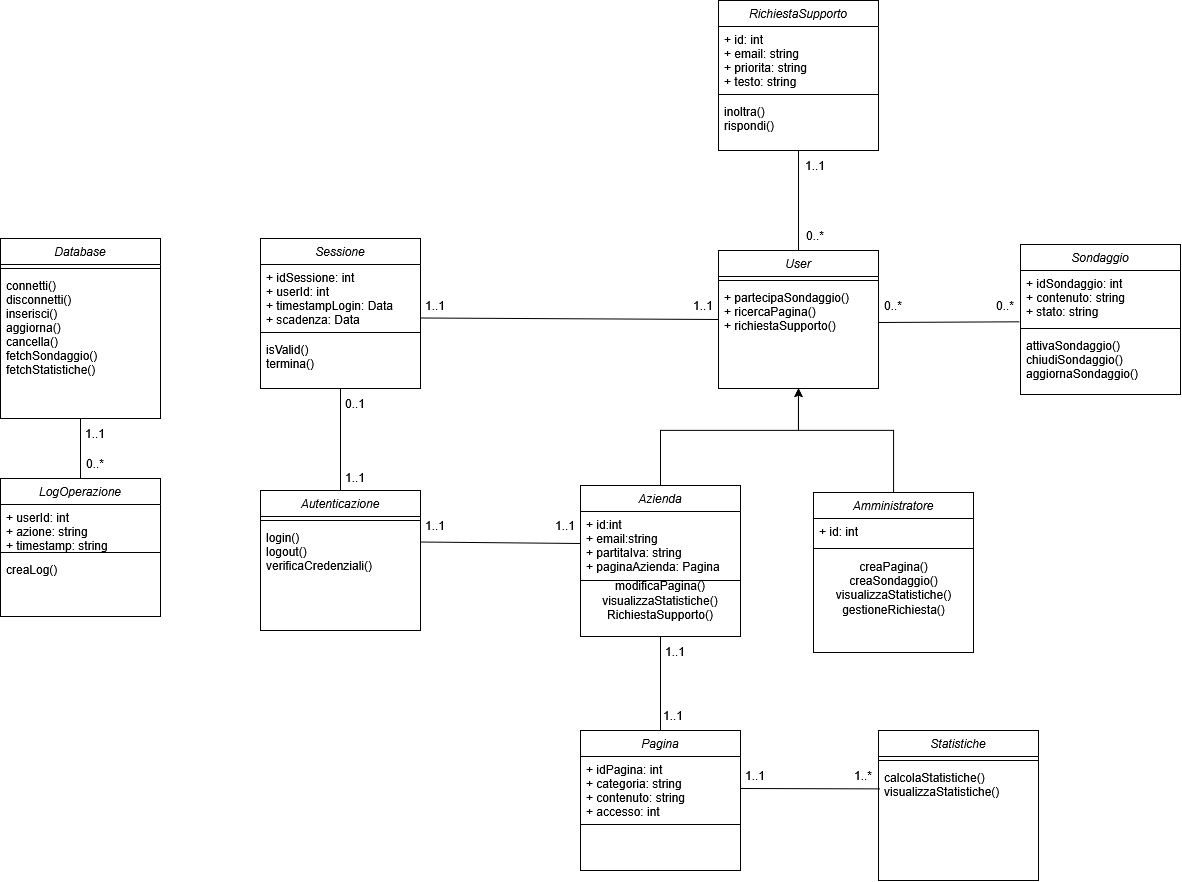 RichiestaSupporto
+ id: int
+ email: string
+ priorita: string
+ testo: string
inoltra()
rispondi()
1..1
0..*
Database
connetti()
disconnetti()
inserisci()
aggiorna()
cancella()
fetchSondaggio()
fetchStatistiche()
1..1
0..*
LogOperazione
+ userId: int
+ azione: string
+ timestamp: string
creaLog()
Sessione
+ idSessione: int
+ userId: int
+ timestampLogin: Data
+ scadenza: Data
isValid()
termina()
1..1
1..1
User
+ partecipaSondaggio()
+ ricercaPagina()
+ richiestaSupporto()
0..*
0..*
Sondaggio
+ idSondaggio: int
+ contenuto: string
+ stato: string
attivaSondaggio()
chiudiSondaggio()
aggiornaSondaggio()
0..1
1..1
Autenticazione
login()
logout()
verificaCredenziali()
1..1
1..1
Azienda
+ id:int
+ email:string
+ partitaIva: string
+ paginaAzienda: Pagina
modificaPagina()
visualizzaStatistiche()
RichiestaSupporto()
Amministratore
+ id: int
creaPagina()
creaSondaggio()
visualizzaStatistiche()
gestioneRichiesta()
1..1
1..1
Pagina
+ idPagina: int
+ categoria: string
+ contenuto: string
+ accesso: int
1..1
1..*
Statistiche
calcolaStatistiche()
visualizzaStatistiche()